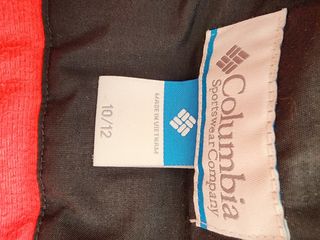 Columbia
Sportswear Company
MADE IN VIETNAM
10/12